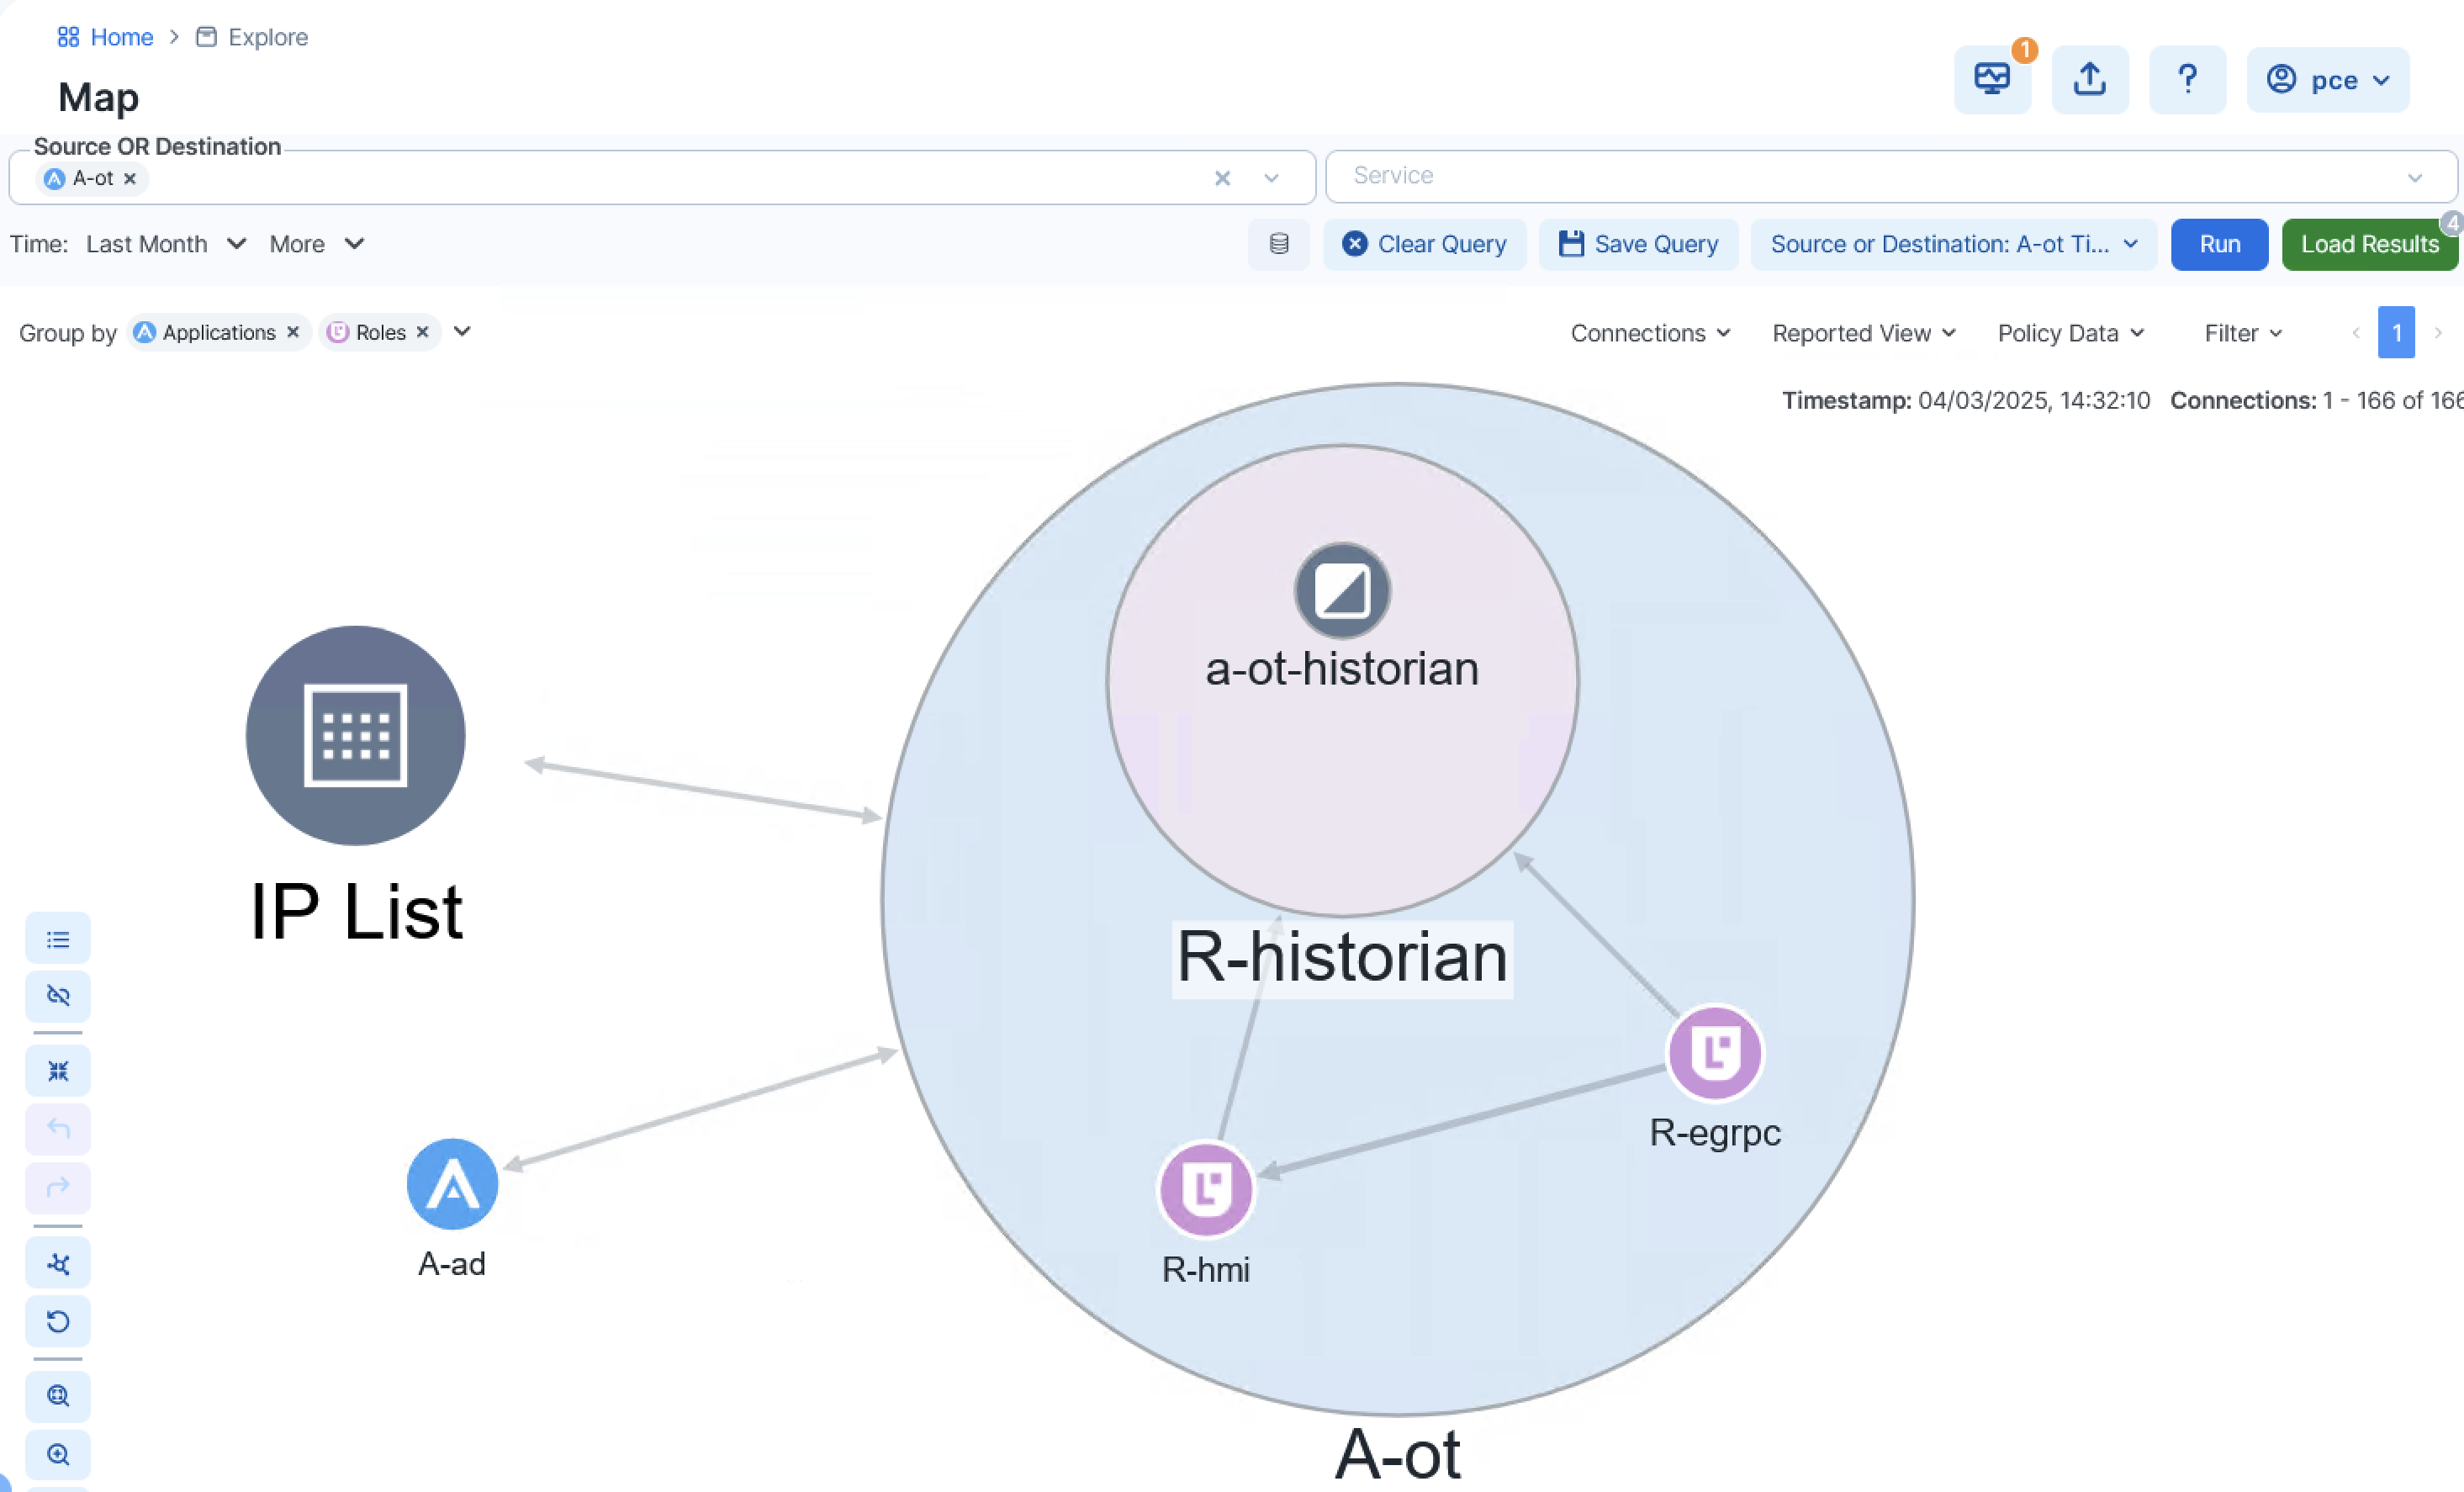 Home > Explore
Map
1
?
pce
Source OR Destination
A-ot
Service
Time: Last Month More
Clear Query
Save Query
Source or Destination: A-ot Ti...
Run
Load Results
4
Group by Applications Roles
Connections
Reported View
Policy Data
Filter
1
Timestamp: 04/03/2025, 14:32:10 Connections: 1 - 166 of 166
a-ot-historian
IP List
R-historian
R-egrpc
A-ad
R-hmi
A-ot